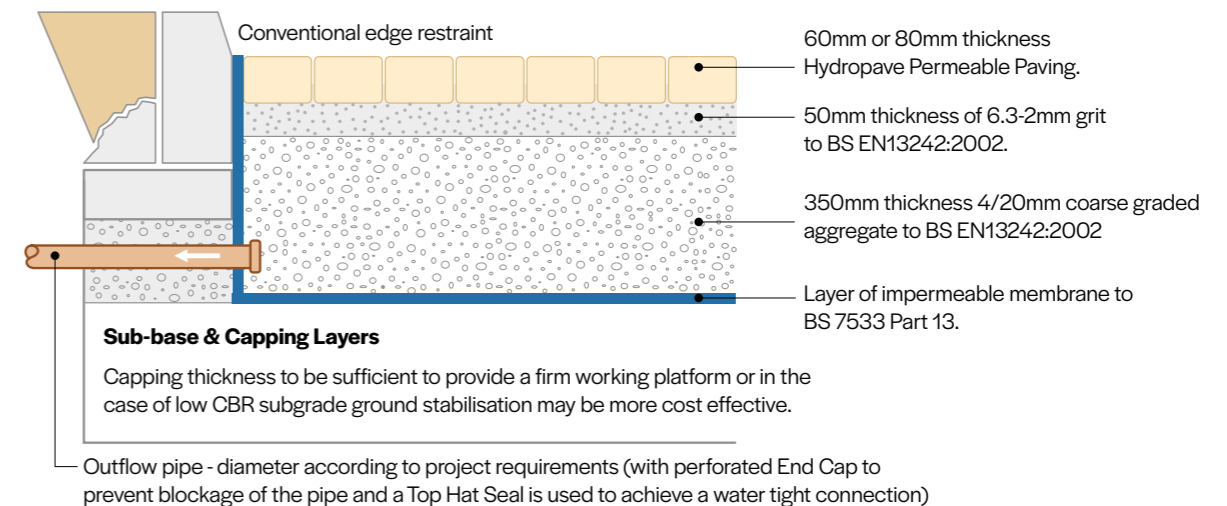 Conventional edge restraint
60mm or 80mm thickness
Hydropave Permeable Paving.
50mm thickness of 6.3-2mm grit
to BS EN13242:2002.
350mm thickness 4/20mm coarse graded
aggregate to BS EN13242:2002
Layer of impermeable membrane to
BS 7533 Part 13.
Sub-base & Capping Layers
Capping thickness to be sufficient to provide a firm working platform or in the
case of low CBR subgrade ground stabilisation may be more cost effective.
Outflow pipe - diameter according to project requirements (with perforated End Cap to
prevent blockage of the pipe and a Top Hat Seal is used to achieve a water tight connection)